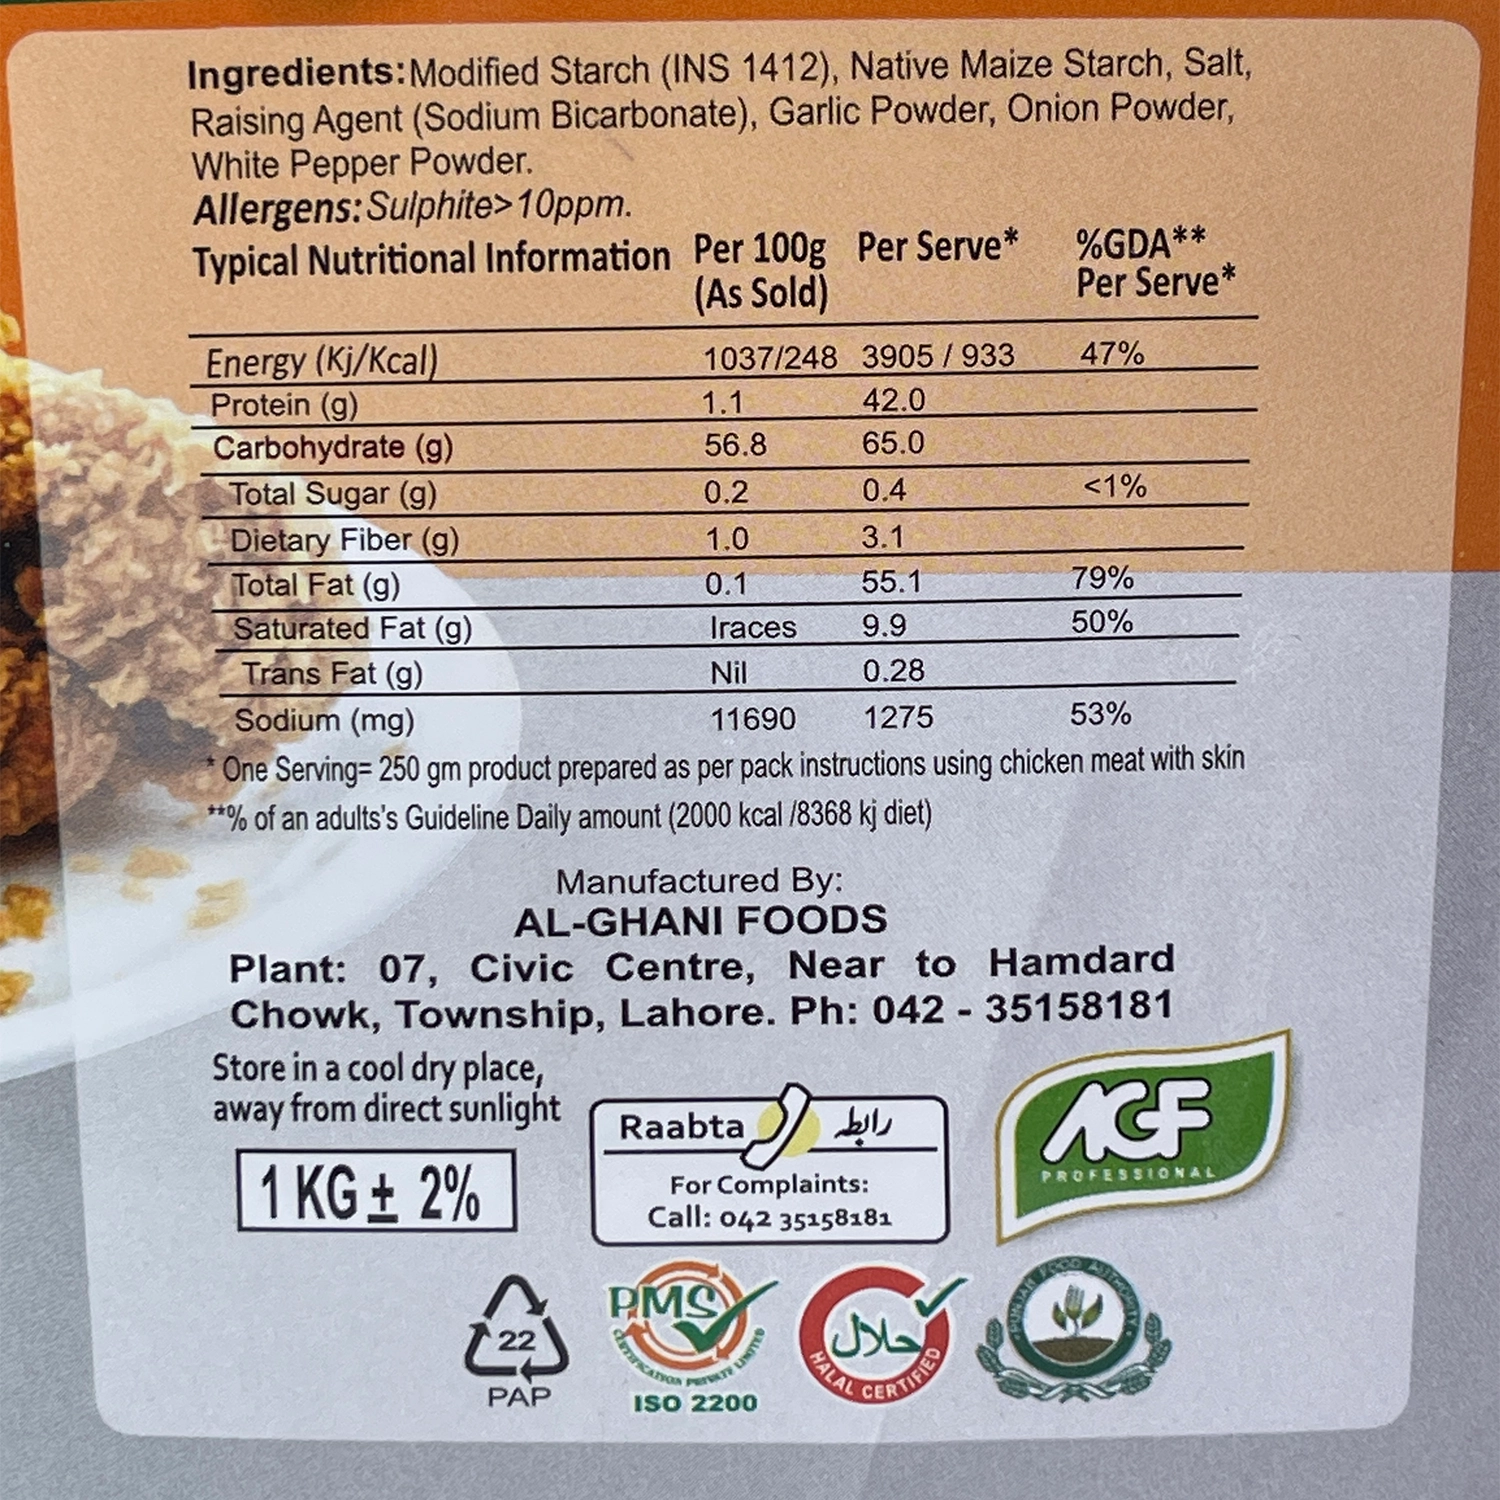 Ingredients: Modified Starch (INS 1412), Native Maize Starch, Salt,
Raising Agent (Sodium Bicarbonate), Garlic Powder, Onion Powder,
White Pepper Powder.
Allergens: Sulphite>10ppm.
Typical Nutritional Information Per 100g (As Sold) Per Serve* %GDA** Per Serve*
Energy (Kj/Kcal) 1037/248 3905 / 933 47%
Protein (g) 1.1 42.0
Carbohydrate (g) 56.8 65.0
Total Sugar (g) 0.2 0.4 <1%
Dietary Fiber (g) 1.0 3.1
Total Fat (g) 0.1 55.1 79%
Saturated Fat (g) Iraces 9.9 50%
Trans Fat (g) Nil 0.28
Sodium (mg) 11690 1275 53%
* One Serving= 250 gm product prepared as per pack instructions using chicken meat with skin
**% of an adults's Guideline Daily amount (2000 kcal /8368 kj diet)
Manufactured By:
AL-GHANI FOODS
Plant: 07, Civic Centre, Near to Hamdard
Chowk, Township, Lahore. Ph: 042 - 35158181
Store in a cool dry place,
away from direct sunlight
1 KG ± 2%
Raabta رابطہ
For Complaints:
Call: 042 35158181
AGF
PROFESSIONAL
22
PAP
PMS
CERTIFICATION PRIVATE LIMITED
ISO 2200
حلال
HALAL CERTIFIED
PUNJAB FOOD AUTHORITY